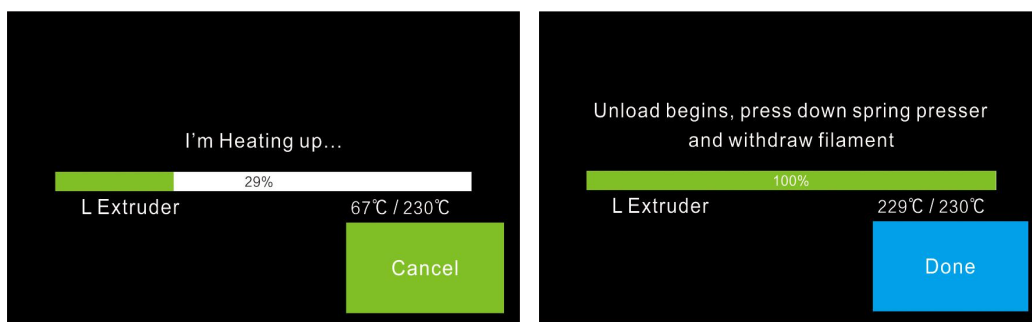 I'm Heating up...
29%
L Extruder
67℃ / 230℃
Cancel
Unload begins, press down spring presser
and withdraw filament
100%
L Extruder
229℃ / 230℃
Done